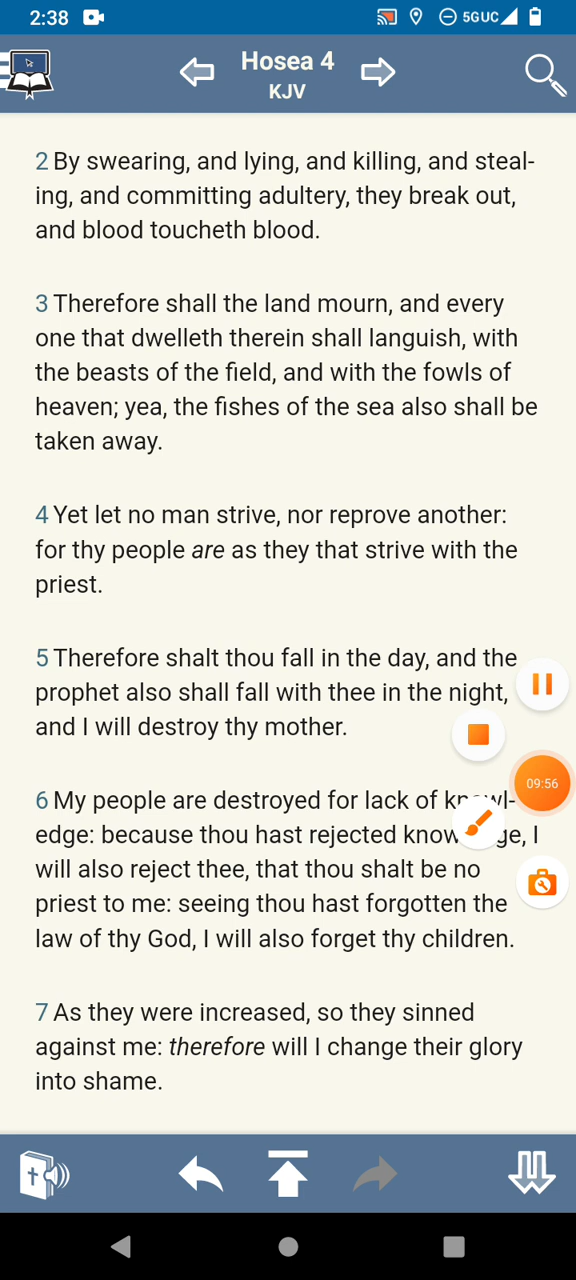 2:38
5GUC
Hosea 4
KJV
2 By swearing, and lying, and killing, and steal-
ing, and committing adultery, they break out,
and blood toucheth blood.
3 Therefore shall the land mourn, and every
one that dwelleth therein shall languish, with
the beasts of the field, and with the fowls of
heaven; yea, the fishes of the sea also shall be
taken away.
4 Yet let no man strive, nor reprove another:
for thy people are as they that strive with the
priest.
5 Therefore shalt thou fall in the day, and the
prophet also shall fall with thee in the night,
and I will destroy thy mother.
09:56
6 My people are destroyed for lack of knowl-
edge: because thou hast rejected knowledge, I
will also reject thee, that thou shalt be no
priest to me: seeing thou hast forgotten the
law of thy God, I will also forget thy children.
7 As they were increased, so they sinned
against me: therefore will I change their glory
into shame.